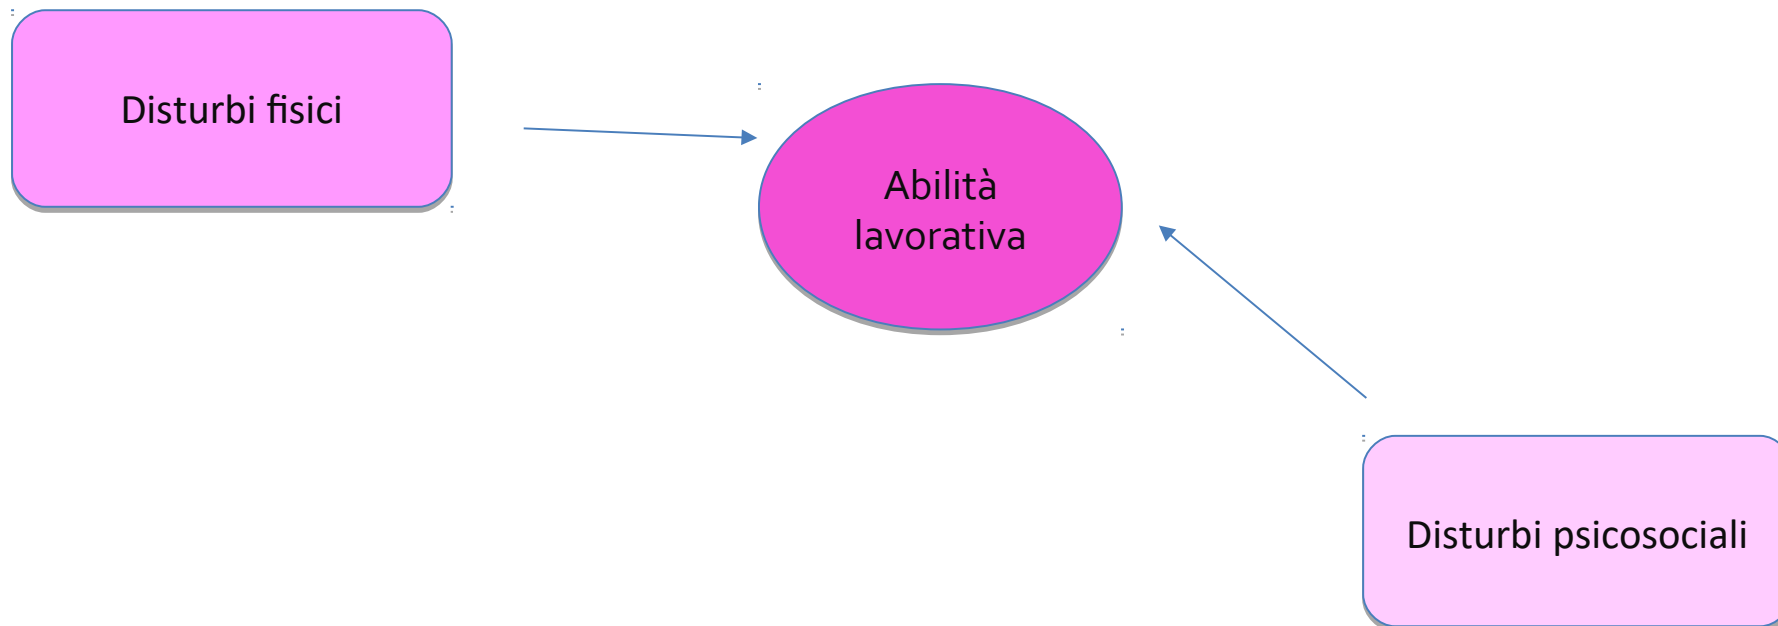 Disturbi fisici
Abilità
lavorativa
Disturbi psicosociali